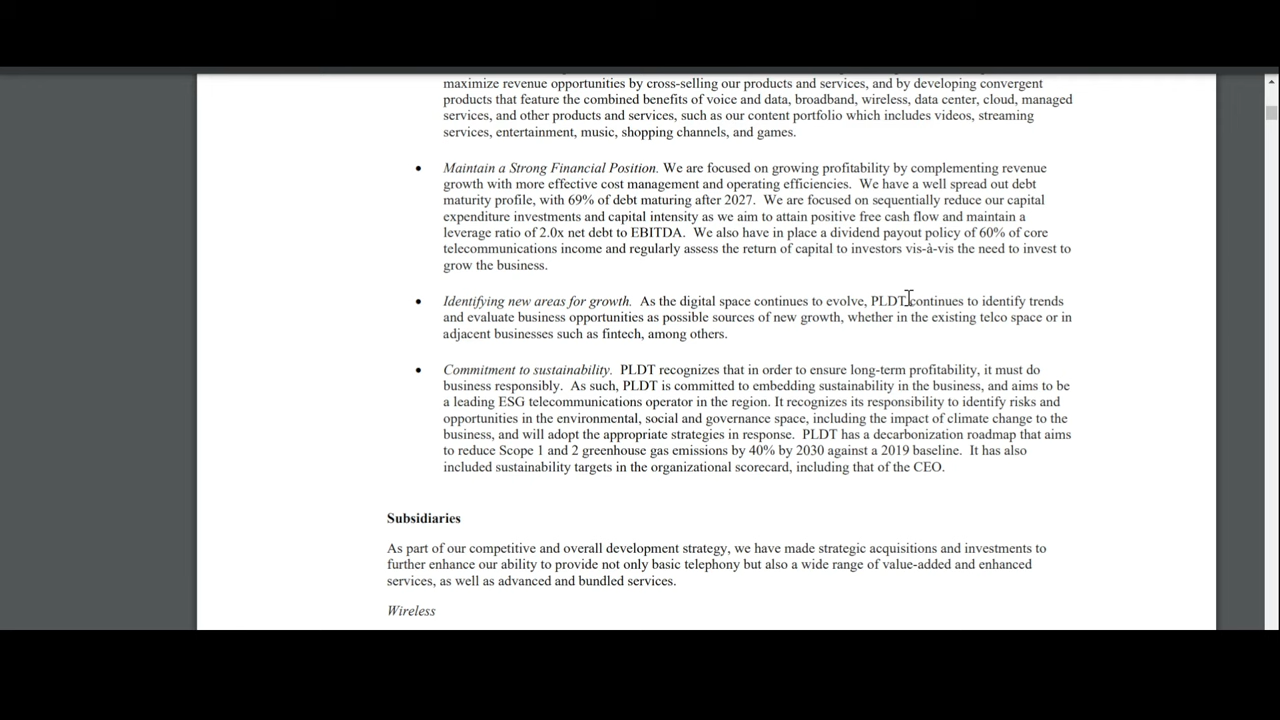 maximize revenue opportunities by cross-selling our products and services, and by developing convergent
products that feature the combined benefits of voice and data, broadband, wireless, data center, cloud, managed
services, and other products and services, such as our content portfolio which includes videos, streaming
services, entertainment, music, shopping channels, and games.
• Maintain a Strong Financial Position. We are focused on growing profitability by complementing revenue
growth with more effective cost management and operating efficiencies. We have a well spread out debt
maturity profile, with 69% of debt maturing after 2027. We are focused on sequentially reduce our capital
expenditure investments and capital intensity as we aim to attain positive free cash flow and maintain a
leverage ratio of 2.0x net debt to EBITDA. We also have in place a dividend payout policy of 60% of core
telecommunications income and regularly assess the return of capital to investors vis-à-vis the need to invest to
grow the business.
• Identifying new areas for growth. As the digital space continues to evolve, PLDT continues to identify trends
and evaluate business opportunities as possible sources of new growth, whether in the existing telco space or in
adjacent businesses such as fintech, among others.
• Commitment to sustainability. PLDT recognizes that in order to ensure long-term profitability, it must do
business responsibly. As such, PLDT is committed to embedding sustainability in the business, and aims to be
a leading ESG telecommunications operator in the region. It recognizes its responsibility to identify risks and
opportunities in the environmental, social and governance space, including the impact of climate change to the
business, and will adopt the appropriate strategies in response. PLDT has a decarbonization roadmap that aims
to reduce Scope 1 and 2 greenhouse gas emissions by 40% by 2030 against a 2019 baseline. It has also
included sustainability targets in the organizational scorecard, including that of the CEO.
Subsidiaries
As part of our competitive and overall development strategy, we have made strategic acquisitions and investments to
further enhance our ability to provide not only basic telephony but also a wide range of value-added and enhanced
services, as well as advanced and bundled services.
Wireless